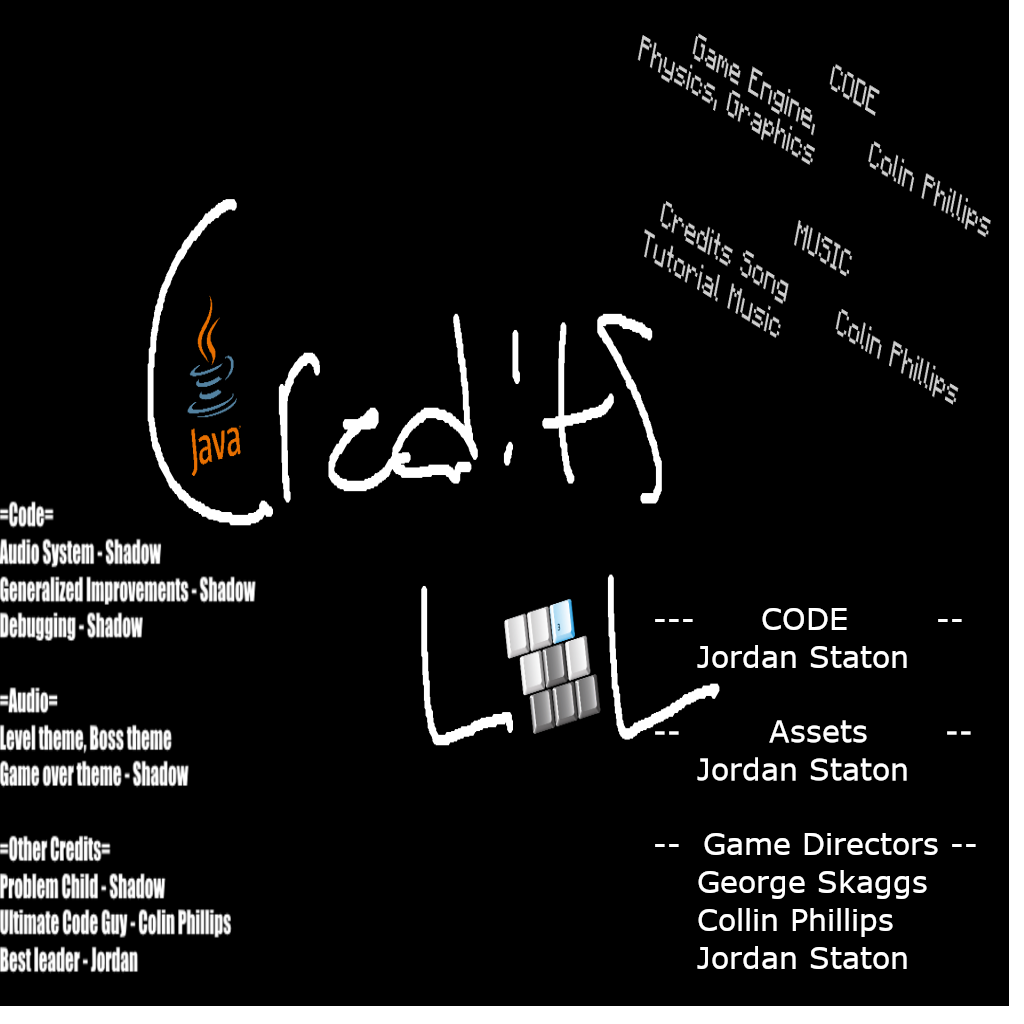 Game Engine,
Physics, Graphics
CODE
Colin Phillips
Credits Song
Tutorial Music
MUSIC
Colin Phillips
Credits
Java
=Code=
Audio System - Shadow
Generalized Improvements - Shadow
Debugging - Shadow
=Audio=
Level theme, Boss theme
Game over theme - Shadow
=Other Credits=
Problem Child - Shadow
Ultimate Code Guy - Colin Phillips
Best leader - Jordan
L L
--- CODE --
Jordan Staton
-- Assets --
Jordan Staton
-- Game Directors --
George Skaggs
Collin Phillips
Jordan Staton